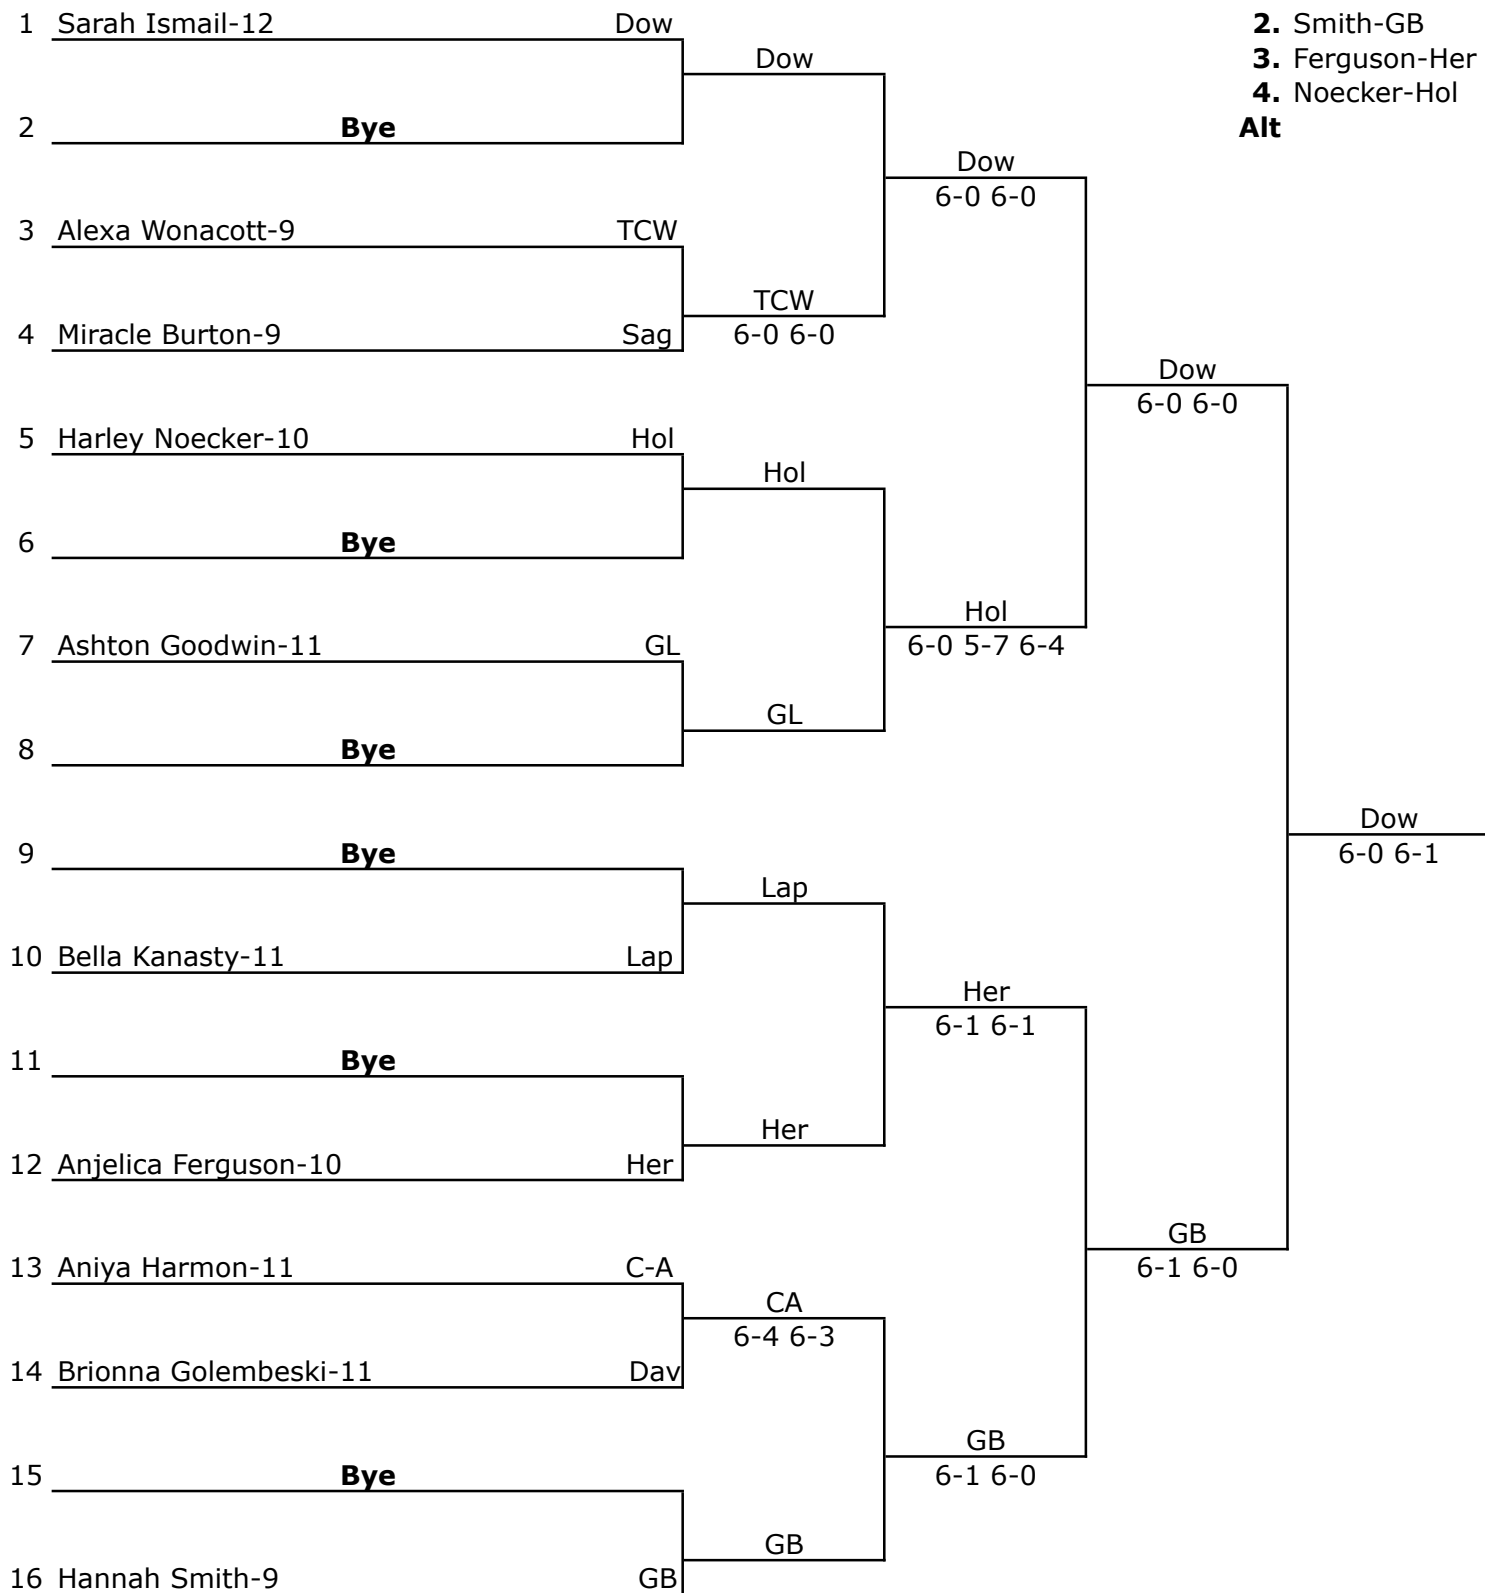 1 Sarah Ismail-12 Dow 2. Smith-GB
Dow 3. Ferguson-Her
4. Noecker-Hol
2 Bye Alt
Dow
6-0 6-0
3 Alexa Wonacott-9 TCW
TCW
4 Miracle Burton-9 Sag 6-0 6-0
Dow
6-0 6-0
5 Harley Noecker-10 Hol
Hol
6 Bye
Hol
7 Ashton Goodwin-11 GL 6-0 5-7 6-4
GL
8 Bye
Dow
9 Bye 6-0 6-1
Lap
10 Bella Kanasty-11 Lap
Her
6-1 6-1
11 Bye
Her
12 Anjelica Ferguson-10 Her
GB
13 Aniya Harmon-11 C-A 6-1 6-0
CA
6-4 6-3
14 Brionna Golembeski-11 Dav
GB
15 Bye 6-1 6-0
GB
16 Hannah Smith-9 GB